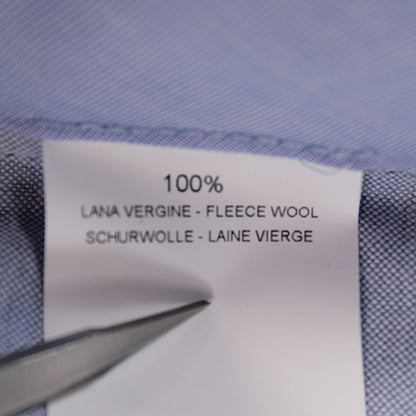 100%
LANA VERGINE - FLEECE WOOL
SCHURWOLLE - LAINE VIERGE